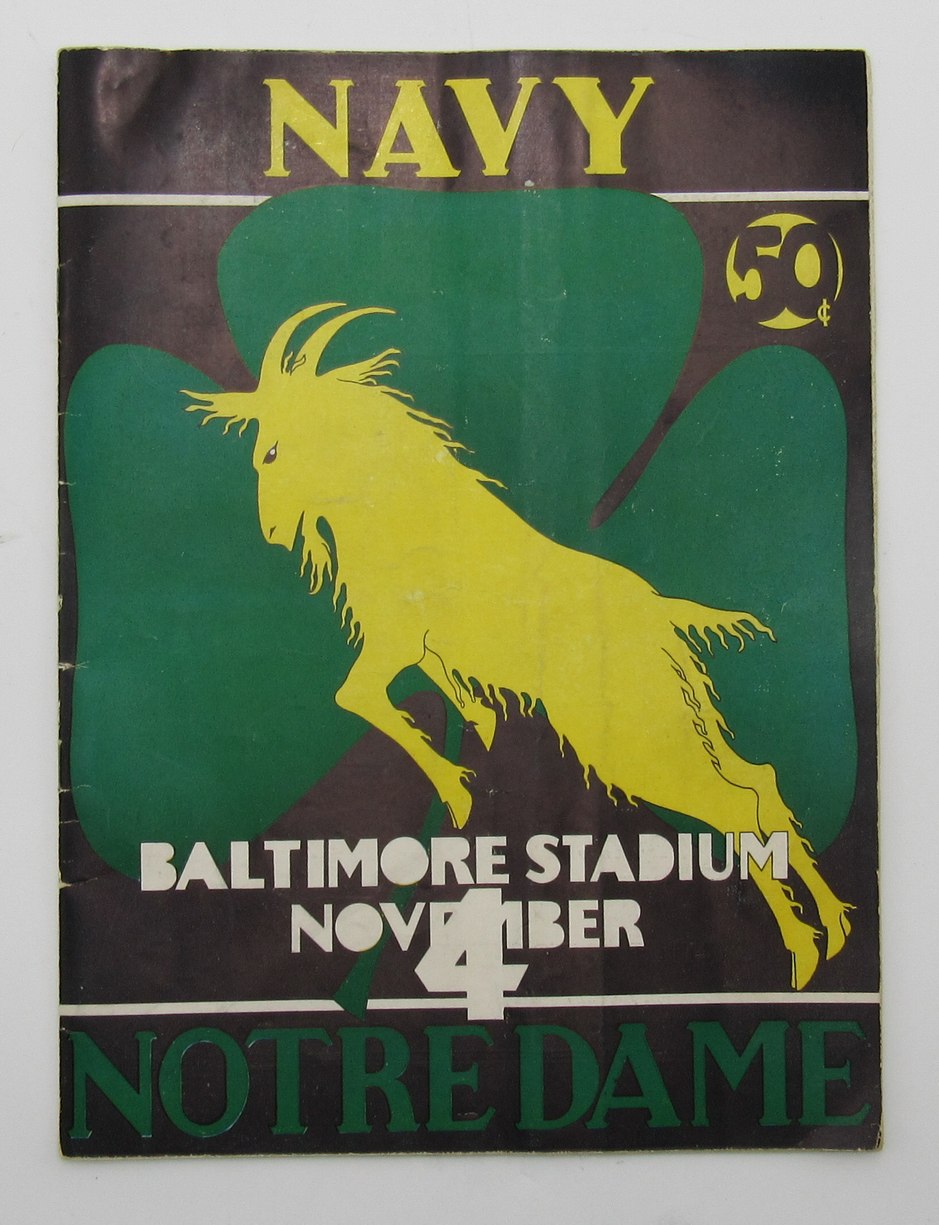 NAVY
50¢
BALTIMORE STADIUM
NOVEMBER
4
NOTRE DAME